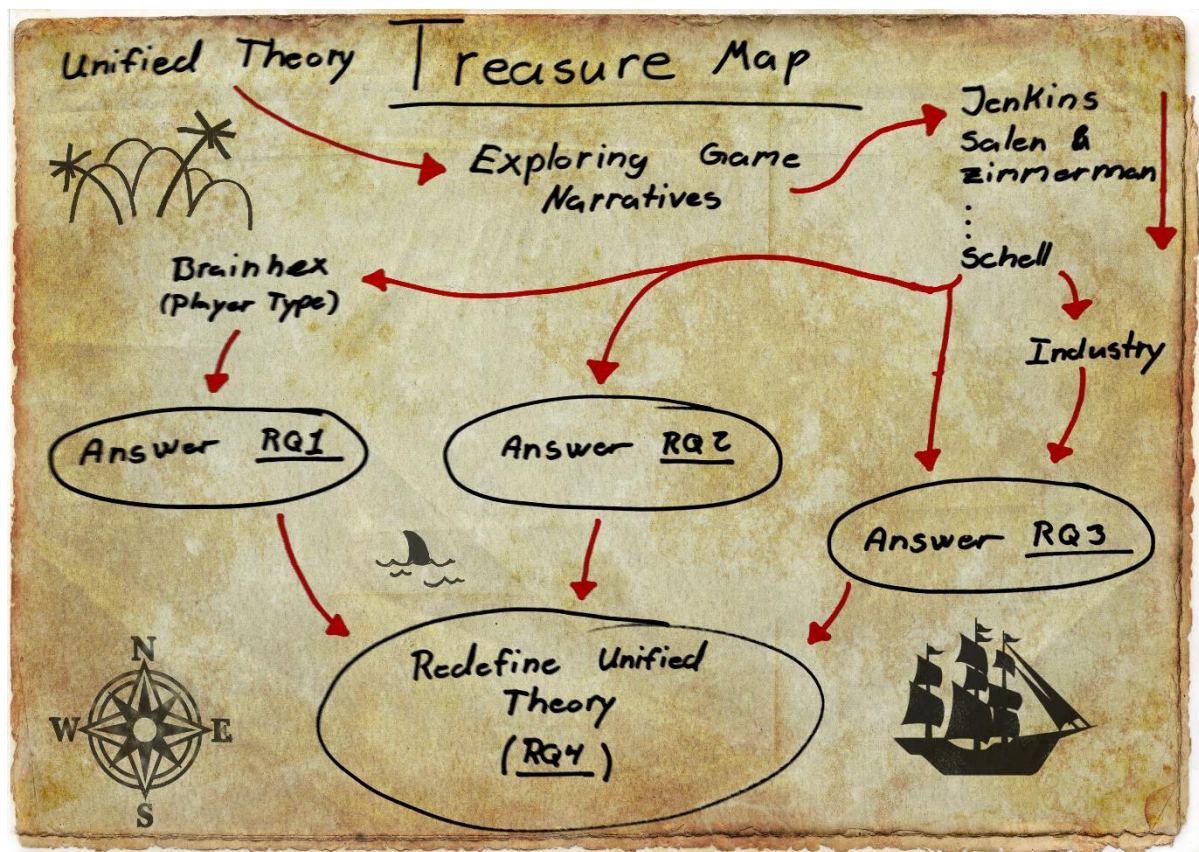 Unified Theory Treasure Map
Exploring Game
Narratives
Jenkins
Salen &
Zimmerman
Schell
Brainhex
(Player Type)
Industry
Answer RQ1
Answer RQ2
Answer RQ3
Redefine Unified
Theory
(RQ4)
N
W E
S